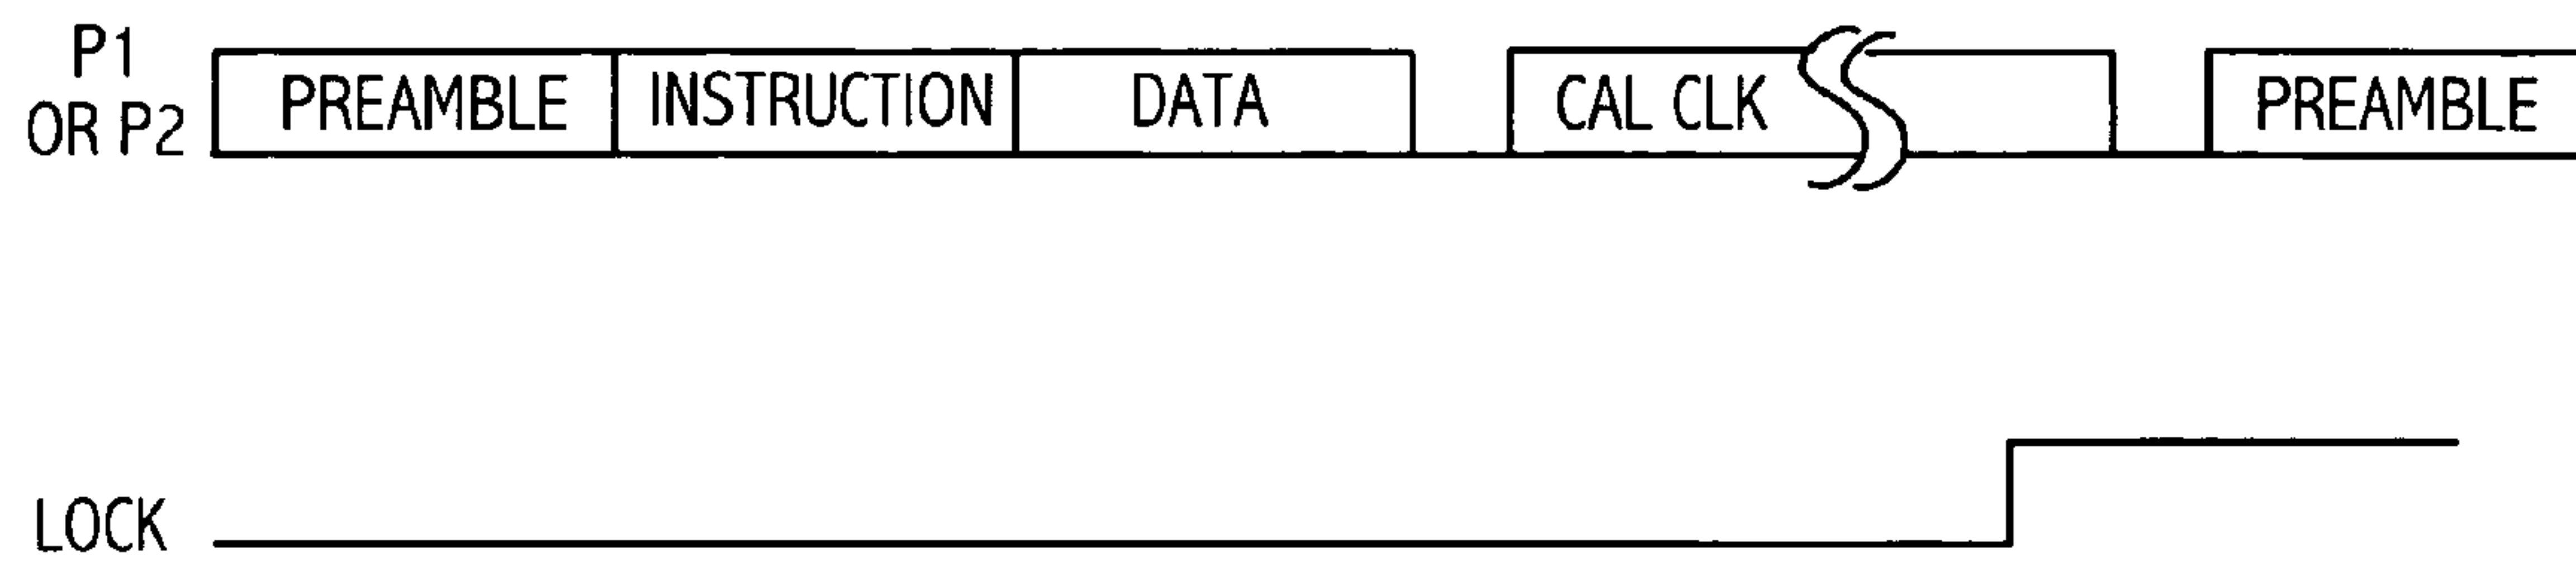 P1
OR P2
PREAMBLE
INSTRUCTION
DATA
CAL CLK
PREAMBLE
LOCK